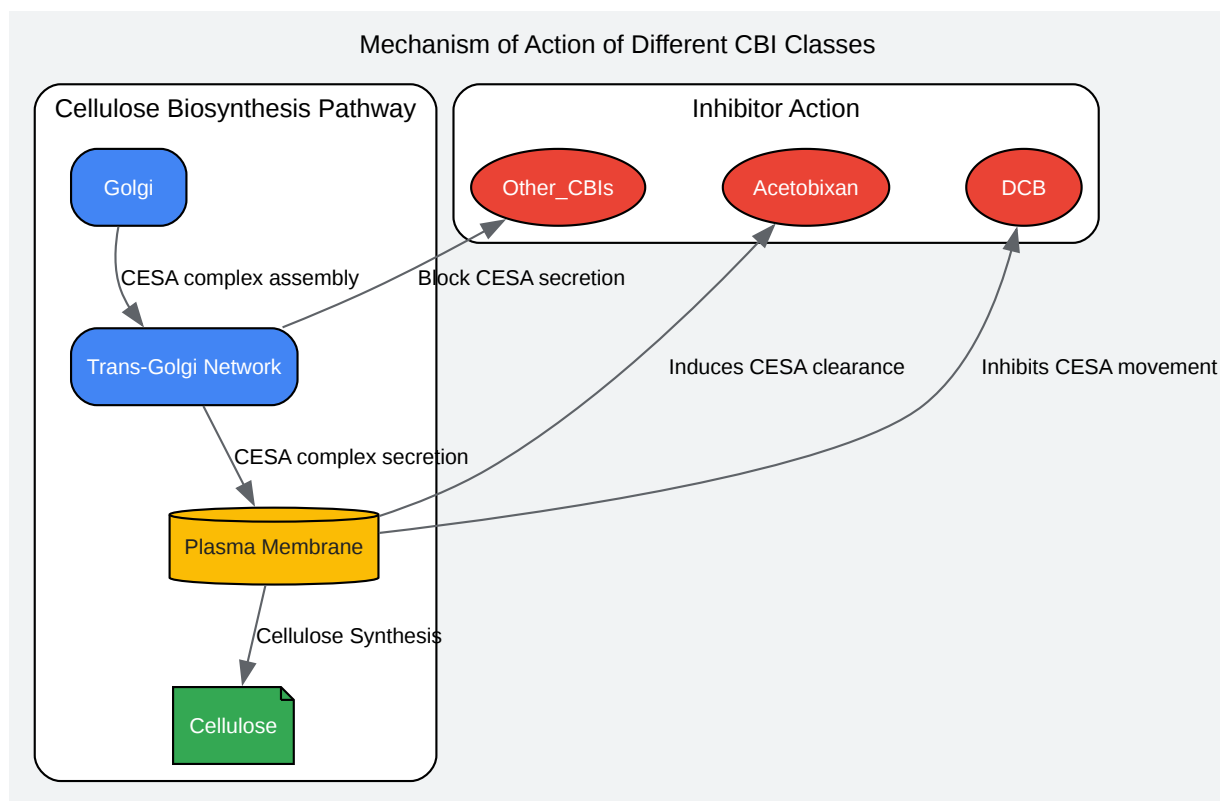 Mechanism of Action of Different CBI Classes
Cellulose Biosynthesis Pathway
Inhibitor Action
Golgi
Other_CBIs
Acetobixan
DCB
CESA complex assembly
Block CESA secretion
Trans-Golgi Network
Induces CESA clearance
Inhibits CESA movement
CESA complex secretion
Plasma Membrane
Cellulose Synthesis
Cellulose